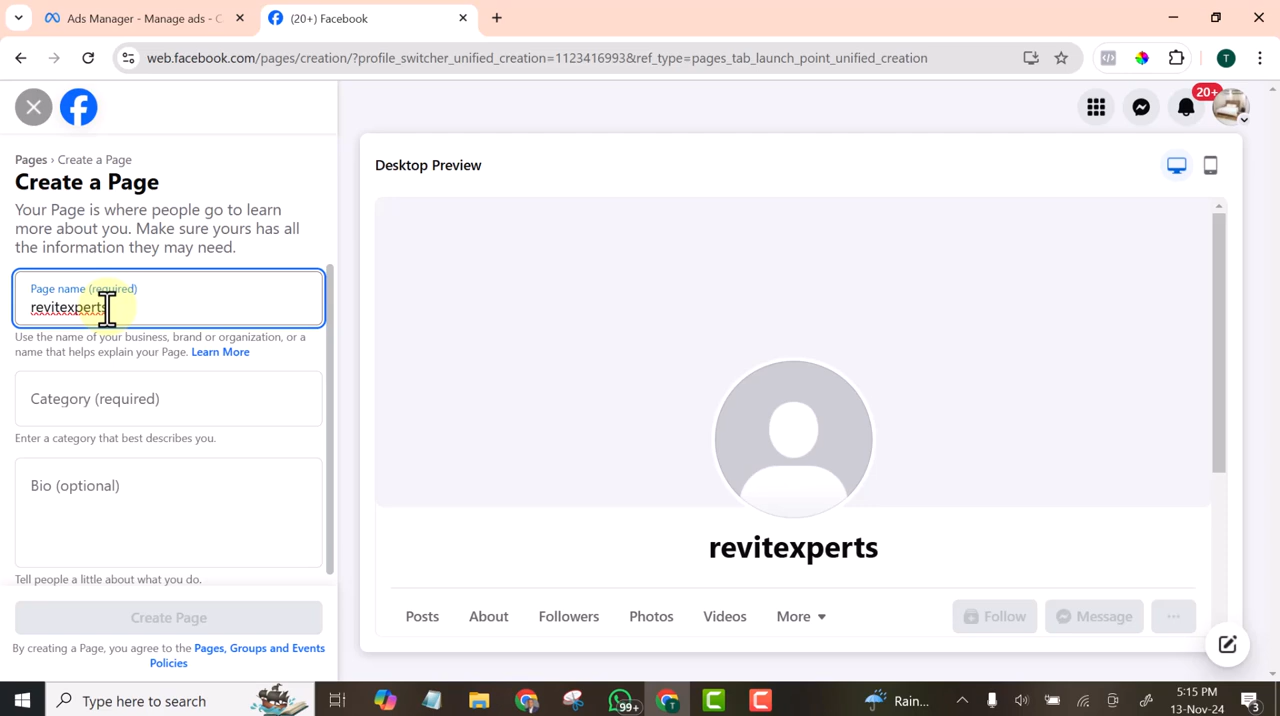 Ads Manager - Manage ads - C
(20+) Facebook
web.facebook.com/pages/creation/?profile_switcher_unified_creation=1123416993&ref_type=pages_tab_launch_point_unified_creation
T
20+
Pages › Create a Page
Create a Page
Your Page is where people go to learn
more about you. Make sure yours has all
the information they may need.
Page name (required)
revitexperts
Use the name of your business, brand or organization, or a
name that helps explain your Page. Learn More
Category (required)
Enter a category that best describes you.
Bio (optional)
Tell people a little about what you do.
Create Page
By creating a Page, you agree to the Pages, Groups and Events
Policies
Desktop Preview
revitexperts
Posts
About
Followers
Photos
Videos
More
Follow
Message
Type here to search
99+
Rain...
5:15 PM
13-Nov-24
3